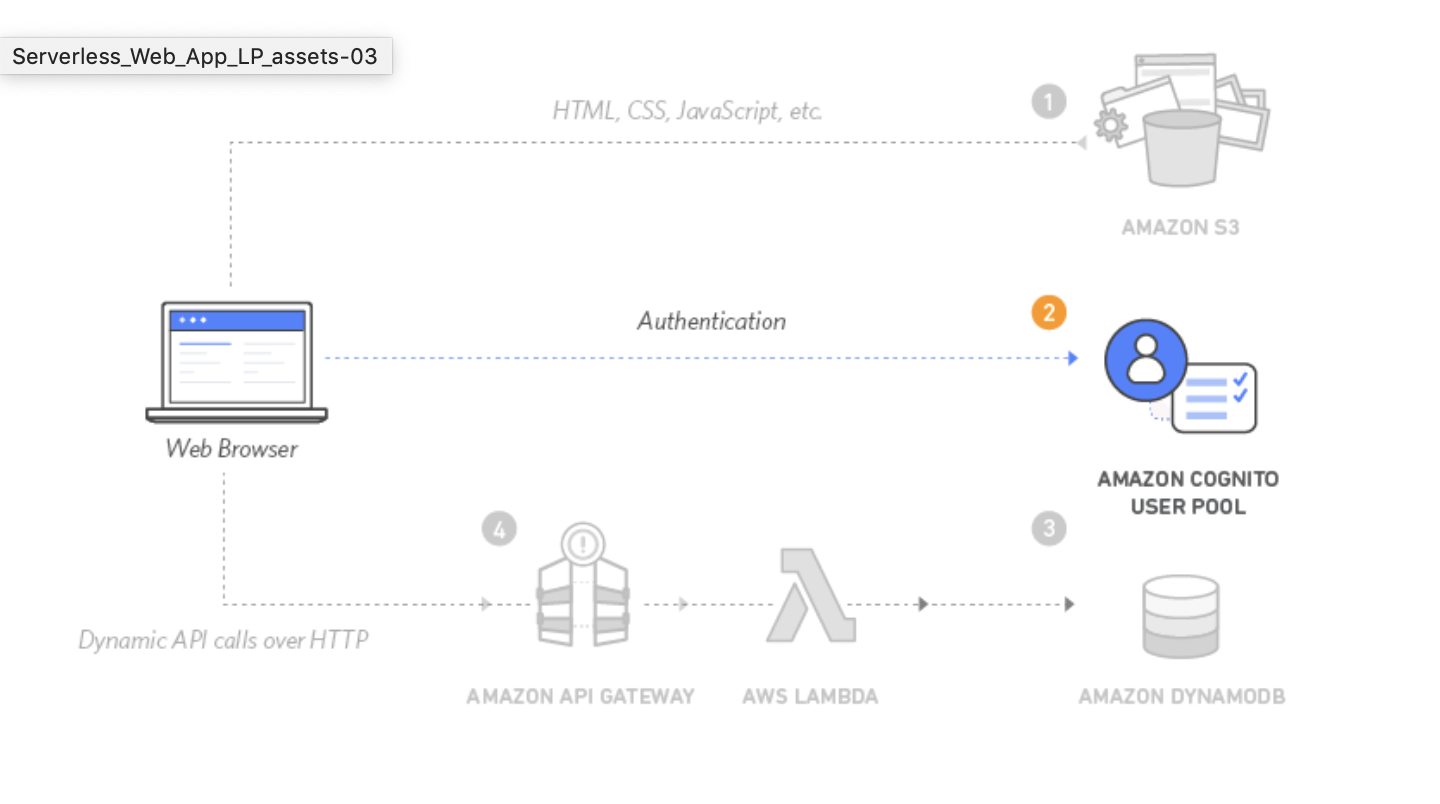 Serverless_Web_App_LP_assets-03
HTML, CSS, JavaScript, etc.
1
AMAZON S3
Authentication
2
Web Browser
AMAZON COGNITO
USER POOL
4
3
Dynamic API calls over HTTP
AMAZON API GATEWAY
AWS LAMBDA
AMAZON DYNAMODB